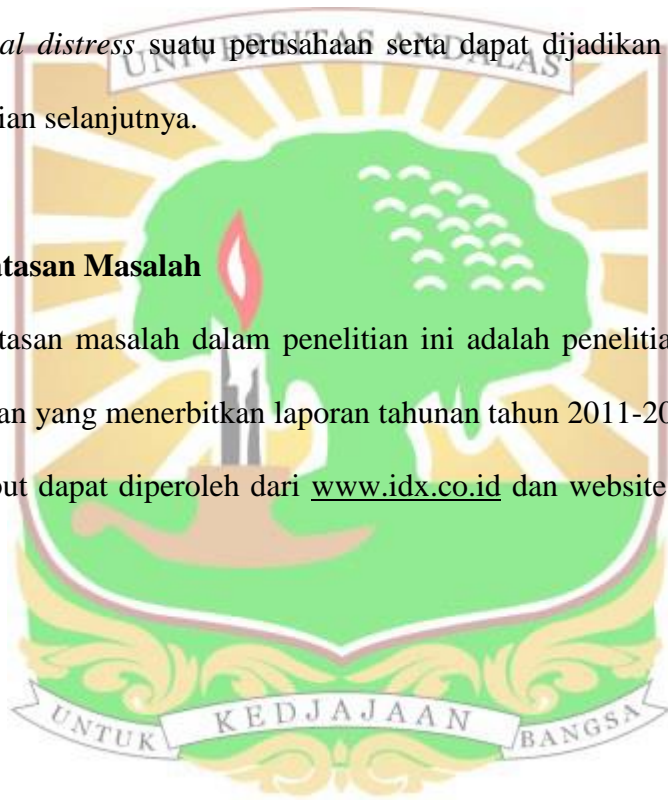 al distress suatu perusahaan serta dapat dijadikan
UNIVERSITAS ANDALAS
ian selanjutnya.
atasan Masalah
tasan masalah dalam penelitian ini adalah penelitia
an yang menerbitkan laporan tahunan tahun 2011-20
out dapat diperoleh dari www.idx.co.id dan website
UNTUK KEDJAJAAN BANGSA